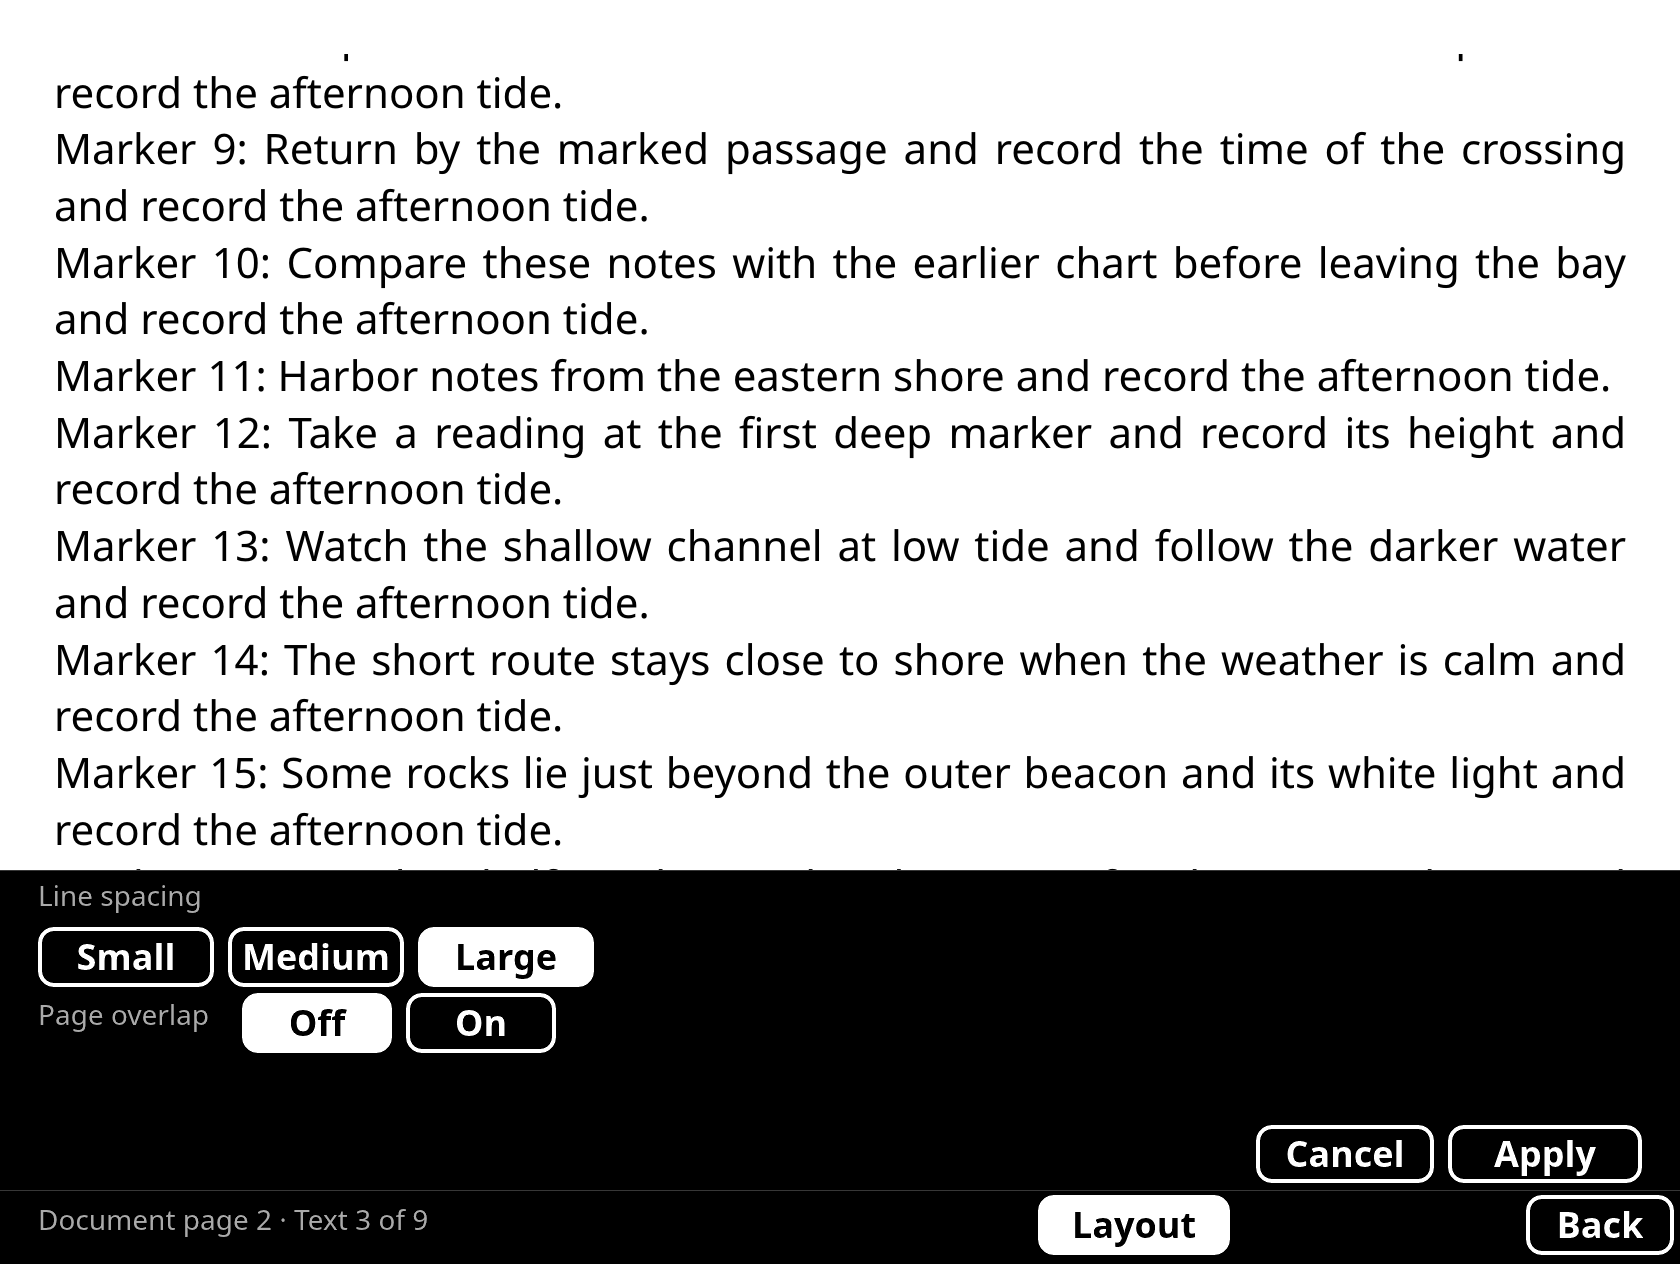 record the afternoon tide.
Marker 9: Return by the marked passage and record the time of the crossing
and record the afternoon tide.
Marker 10: Compare these notes with the earlier chart before leaving the bay
and record the afternoon tide.
Marker 11: Harbor notes from the eastern shore and record the afternoon tide.
Marker 12: Take a reading at the first deep marker and record its height and
record the afternoon tide.
Marker 13: Watch the shallow channel at low tide and follow the darker water
and record the afternoon tide.
Marker 14: The short route stays close to shore when the weather is calm and
record the afternoon tide.
Marker 15: Some rocks lie just beyond the outer beacon and its white light and
record the afternoon tide.
Line spacing
Small Medium Large
Page overlap Off On
Cancel Apply
Document page 2 · Text 3 of 9 Layout Back